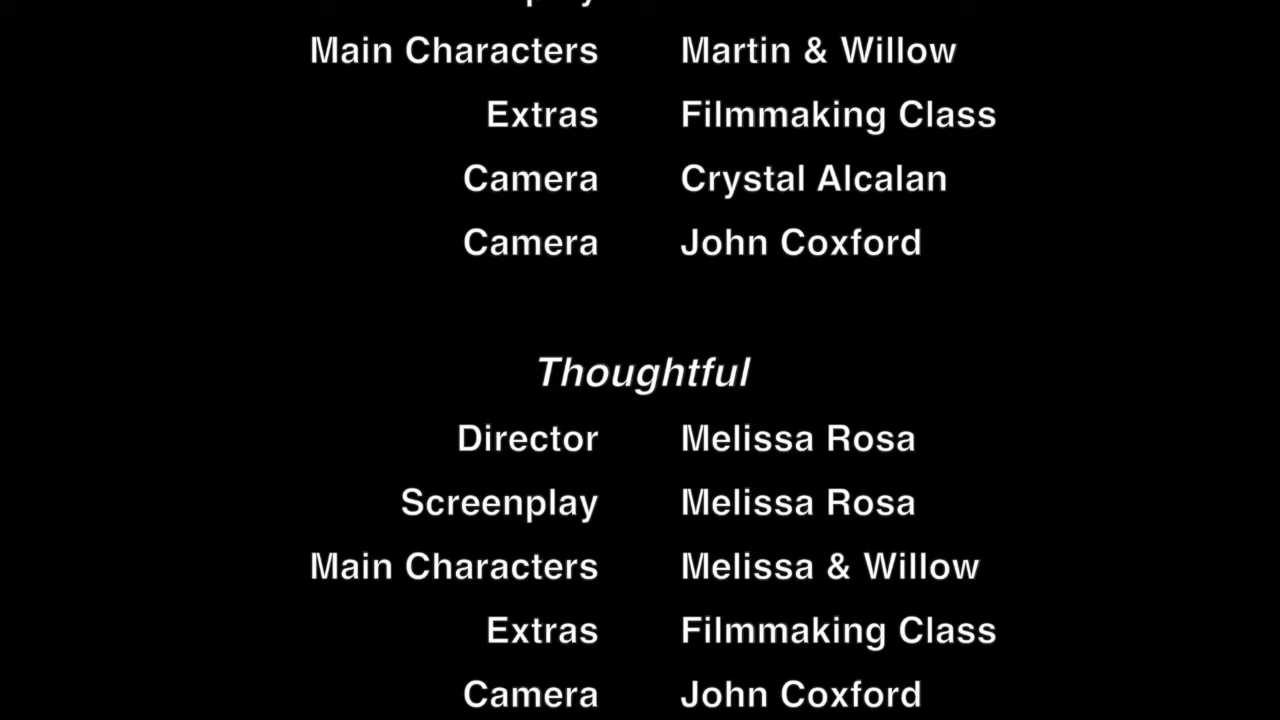 Main Characters Martin & Willow
Extras Filmmaking Class
Camera Crystal Alcalan
Camera John Coxford
Thoughtful
Director Melissa Rosa
Screenplay Melissa Rosa
Main Characters Melissa & Willow
Extras Filmmaking Class
Camera John Coxford